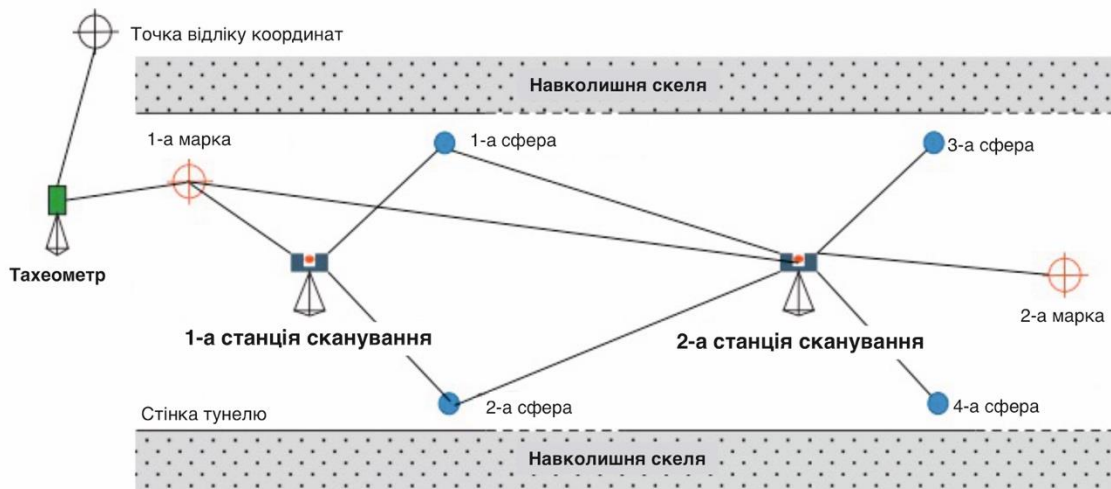 Точка відліку координат
Навколишня скеля
1-а марка
1-а сфера
3-а сфера
Тахеометр
1-а станція сканування
2-а станція сканування
2-а марка
Стінка тунелю
2-а сфера
4-а сфера
Навколишня скеля